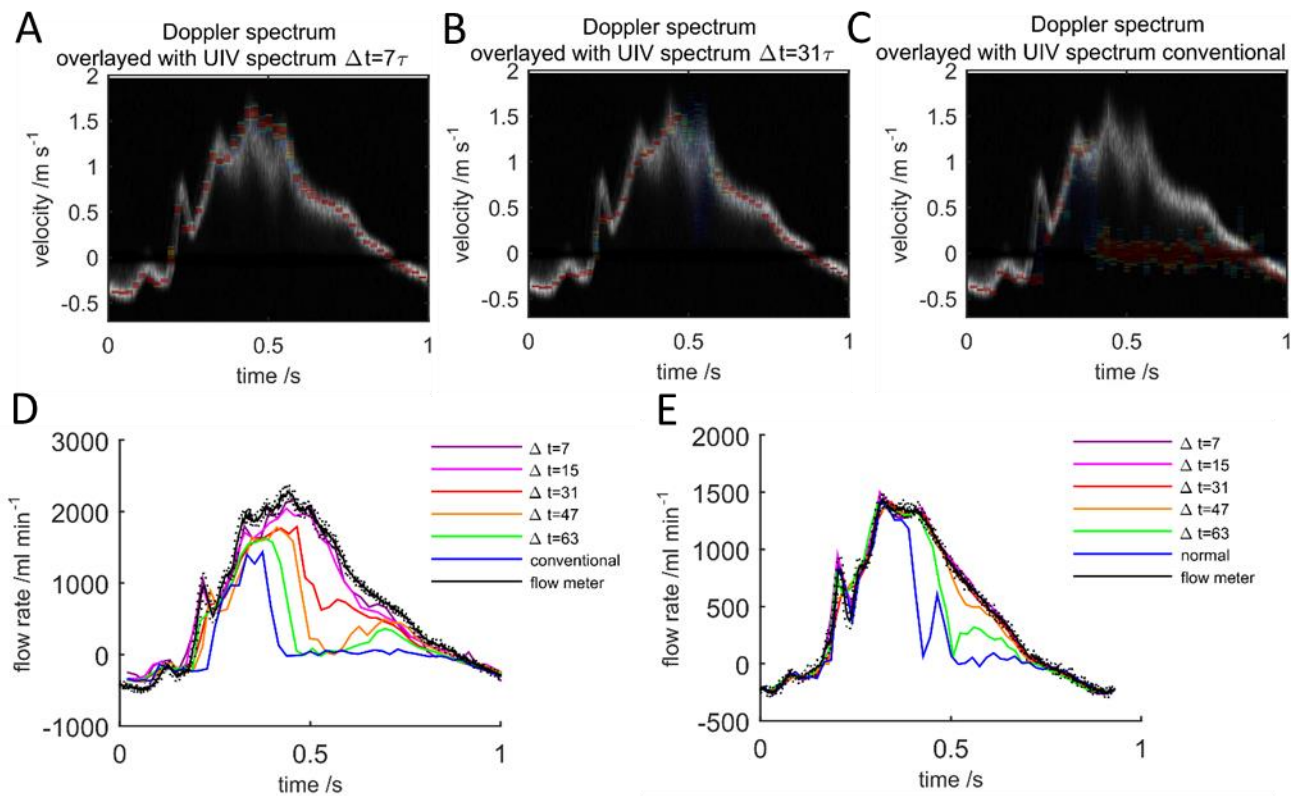 A
Doppler spectrum
overlayed with UIV spectrum Δt=7τ
2
1.5
1
0.5
0
-0.5
velocity /m s⁻¹
0
0.5
1
time /s
B
Doppler spectrum
overlayed with UIV spectrum Δt=31τ
2
1.5
1
0.5
0
-0.5
velocity /m s⁻¹
0
0.5
1
time /s
C
Doppler spectrum
overlayed with UIV spectrum conventional
2
1.5
1
0.5
0
-0.5
velocity /m s⁻¹
0
0.5
1
time /s
D
3000
2000
1000
0
-1000
flow rate /ml min⁻¹
Δ t=7
Δ t=15
Δ t=31
Δ t=47
Δ t=63
conventional
flow meter
0
0.5
1
time /s
E
2000
1500
1000
500
0
-500
flow rate /ml min⁻¹
Δ t=7
Δ t=15
Δ t=31
Δ t=47
Δ t=63
normal
flow meter
0
0.5
1
time /s